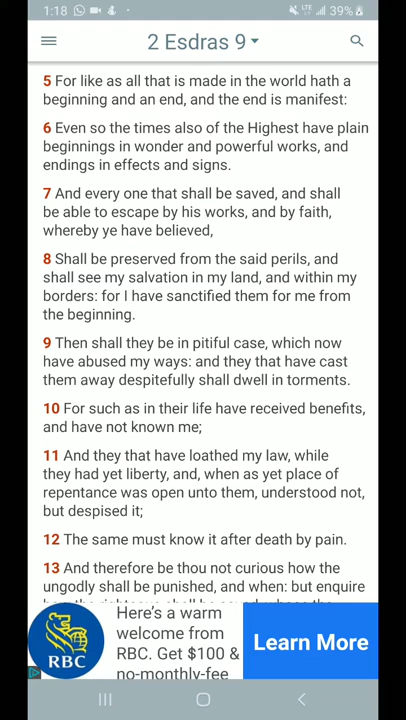 1:18
LTE
39%
2 Esdras 9
5 For like as all that is made in the world hath a
beginning and an end, and the end is manifest:
6 Even so the times also of the Highest have plain
beginnings in wonder and powerful works, and
endings in effects and signs.
7 And every one that shall be saved, and shall
be able to escape by his works, and by faith,
whereby ye have believed,
8 Shall be preserved from the said perils, and
shall see my salvation in my land, and within my
borders: for I have sanctified them for me from
the beginning.
9 Then shall they be in pitiful case, which now
have abused my ways: and they that have cast
them away despitefully shall dwell in torments.
10 For such as in their life have received benefits,
and have not known me;
11 And they that have loathed my law, while
they had yet liberty, and, when as yet place of
repentance was open unto them, understood not,
but despised it;
12 The same must know it after death by pain.
13 And therefore be thou not curious how the
ungodly shall be punished, and when: but enquire
Here's a warm
welcome from
RBC. Get $100 &
no-monthly-fee
RBC
Learn More